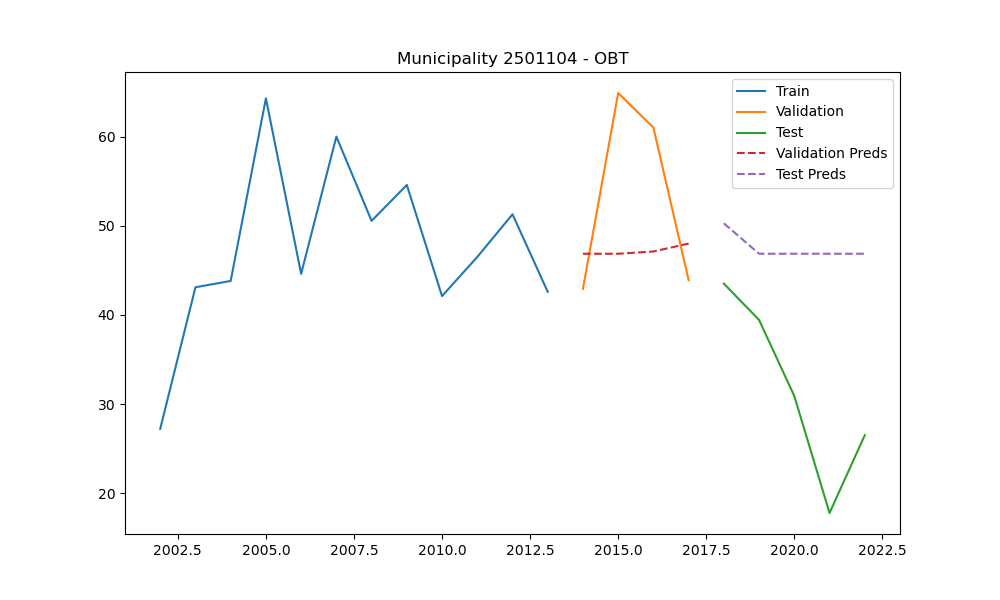 Municipality 2501104 - OBT
Train
Validation
Test
Validation Preds
Test Preds
60
50
40
30
20
2002.5 2005.0 2007.5 2010.0 2012.5 2015.0 2017.5 2020.0 2022.5